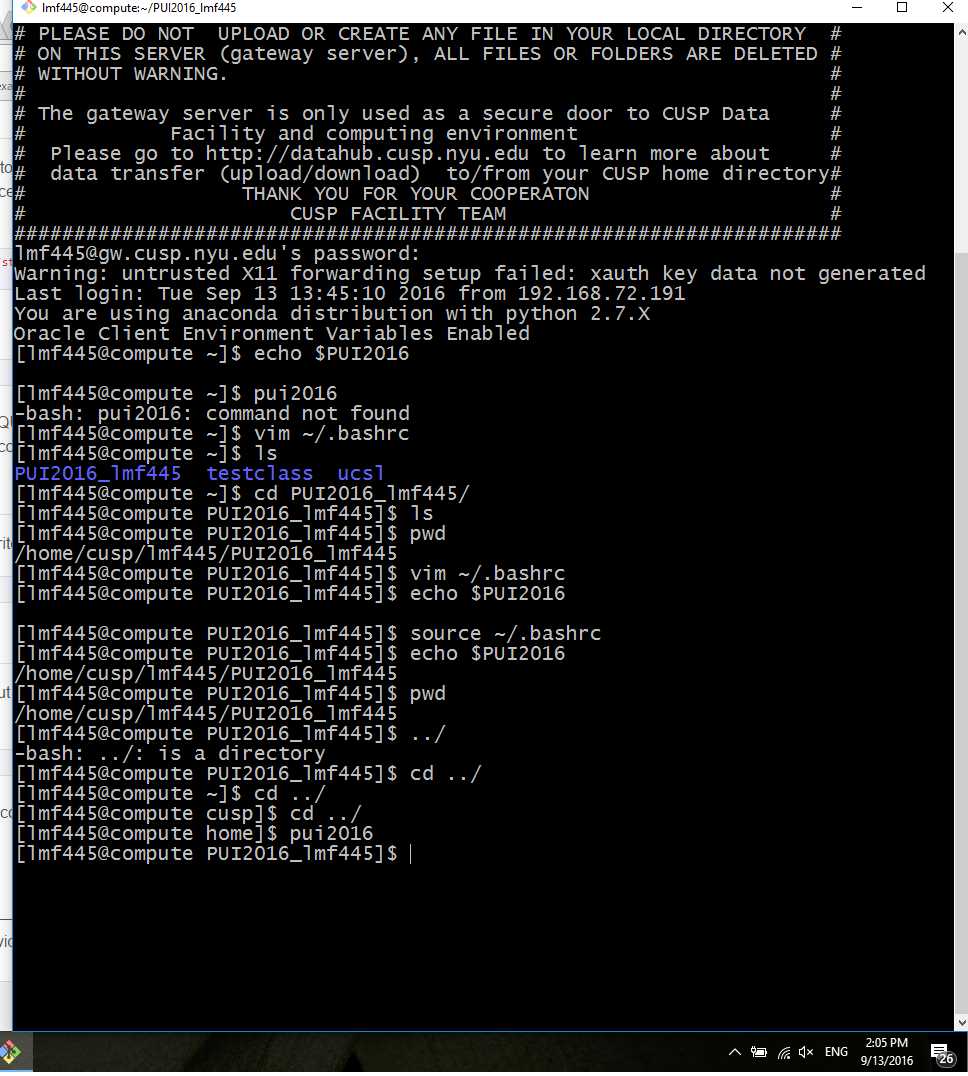 lmf445@compute:~/PUI2016_lmf445
# PLEASE DO NOT  UPLOAD OR CREATE ANY FILE IN YOUR LOCAL DIRECTORY  #
# ON THIS SERVER (gateway server), ALL FILES OR FOLDERS ARE DELETED #
# WITHOUT WARNING.                                                  #
#                                                                   #
# The gateway server is only used as a secure door to CUSP Data     #
#            Facility and computing environment                     #
#  Please go to http://datahub.cusp.nyu.edu to learn more about     #
#  data transfer (upload/download)  to/from your CUSP home directory#
#                  THANK YOU FOR YOUR COOPERATON                    #
#                      CUSP FACILITY TEAM                           #
#####################################################################
lmf445@gw.cusp.nyu.edu's password:
Warning: untrusted X11 forwarding setup failed: xauth key data not generated
Last login: Tue Sep 13 13:45:10 2016 from 192.168.72.191
You are using anaconda distribution with python 2.7.X
Oracle Client Environment Variables Enabled
[lmf445@compute ~]$ echo $PUI2016
[lmf445@compute ~]$ pui2016
-bash: pui2016: command not found
[lmf445@compute ~]$ vim ~/.bashrc
[lmf445@compute ~]$ ls
PUI2016_lmf445  testclass  ucsl
[lmf445@compute ~]$ cd PUI2016_lmf445/
[lmf445@compute PUI2016_lmf445]$ ls
[lmf445@compute PUI2016_lmf445]$ pwd
/home/cusp/lmf445/PUI2016_lmf445
[lmf445@compute PUI2016_lmf445]$ vim ~/.bashrc
[lmf445@compute PUI2016_lmf445]$ echo $PUI2016
[lmf445@compute PUI2016_lmf445]$ source ~/.bashrc
[lmf445@compute PUI2016_lmf445]$ echo $PUI2016
/home/cusp/lmf445/PUI2016_lmf445
[lmf445@compute PUI2016_lmf445]$ pwd
/home/cusp/lmf445/PUI2016_lmf445
[lmf445@compute PUI2016_lmf445]$ ../
-bash: ../: is a directory
[lmf445@compute PUI2016_lmf445]$ cd ../
[lmf445@compute ~]$ cd ../
[lmf445@compute cusp]$ cd ../
[lmf445@compute home]$ pui2016
[lmf445@compute PUI2016_lmf445]$
ENG
2:05 PM
9/13/2016
26